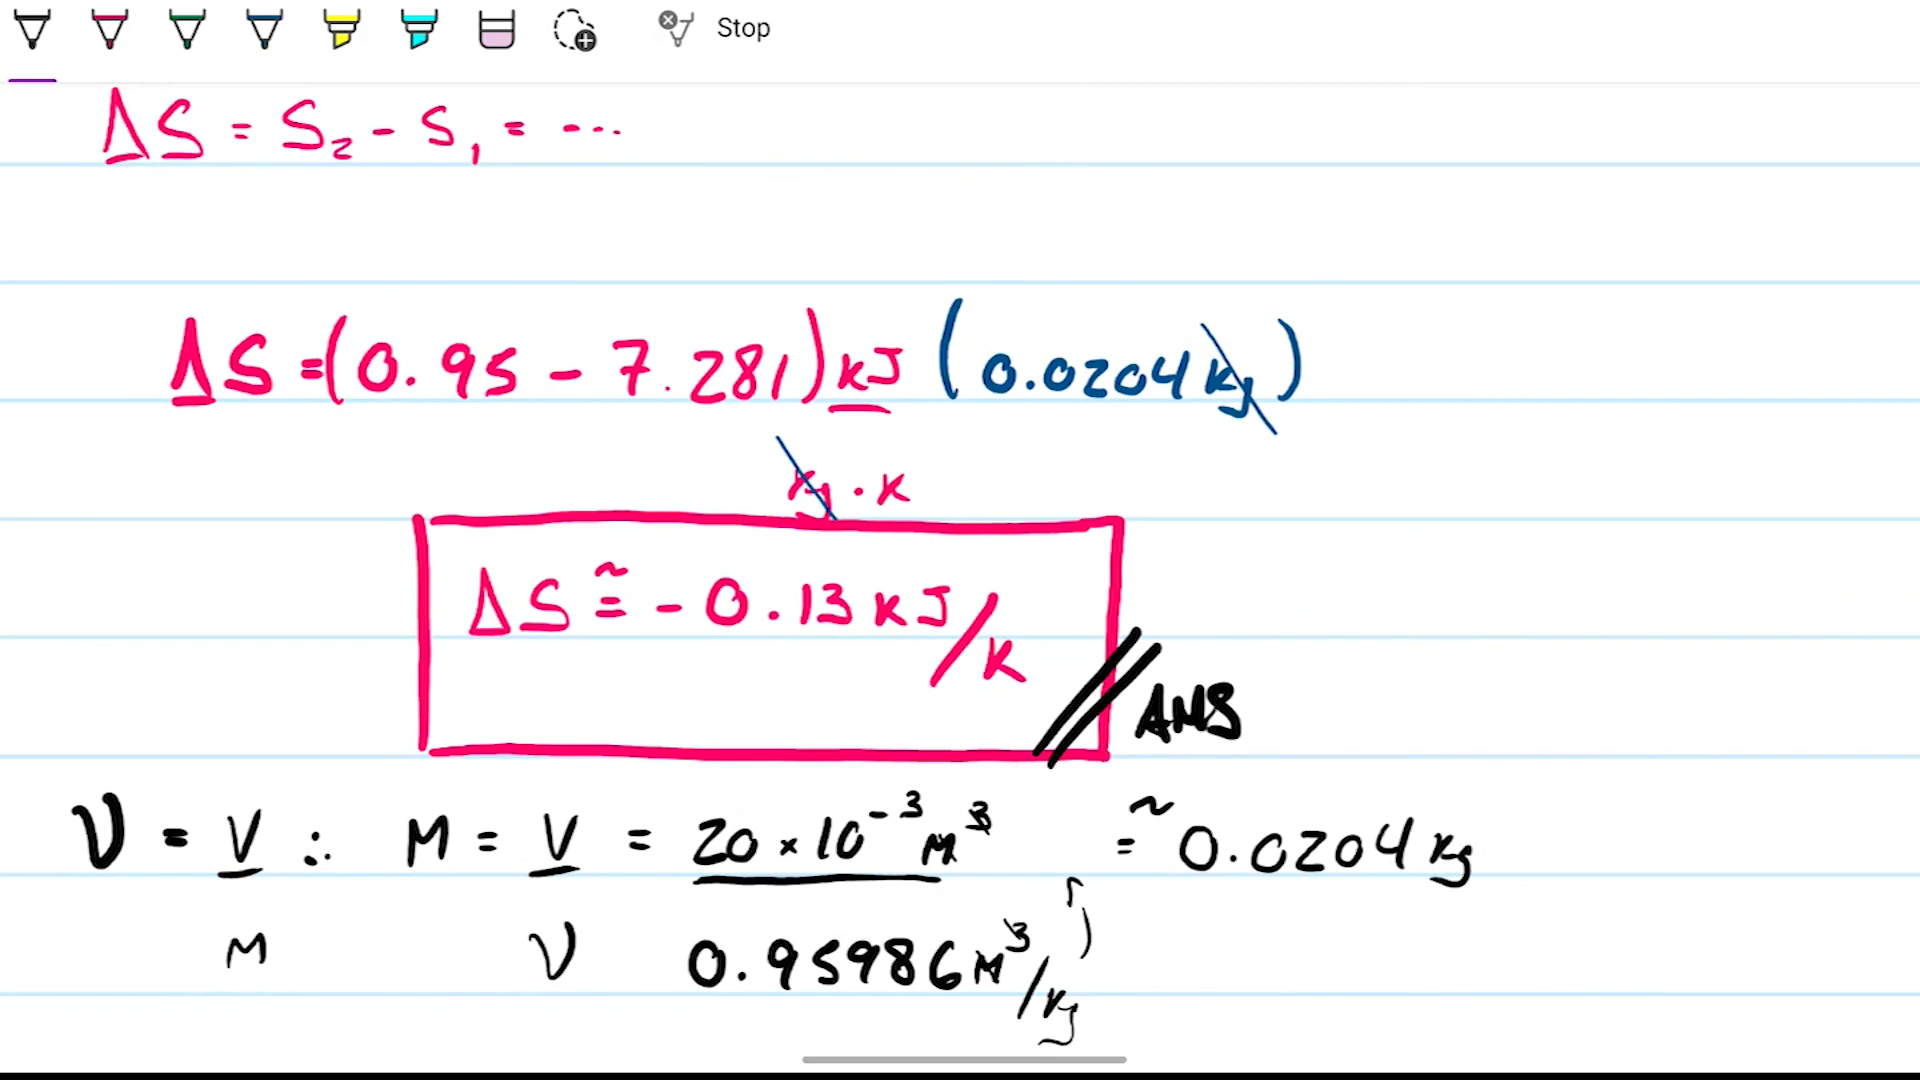 Stop
ΔS = S₂ - S₁ = ---
ΔS = (0.95 - 7.281) kJ (0.0204 kg)
kg · K
ΔS ≅ - 0.13 kJ/K
ANS
ν = V ∴ M = V = 20 × 10⁻³ M³ ≅ 0.0204 kg
M ν 0.95986 M³/kg